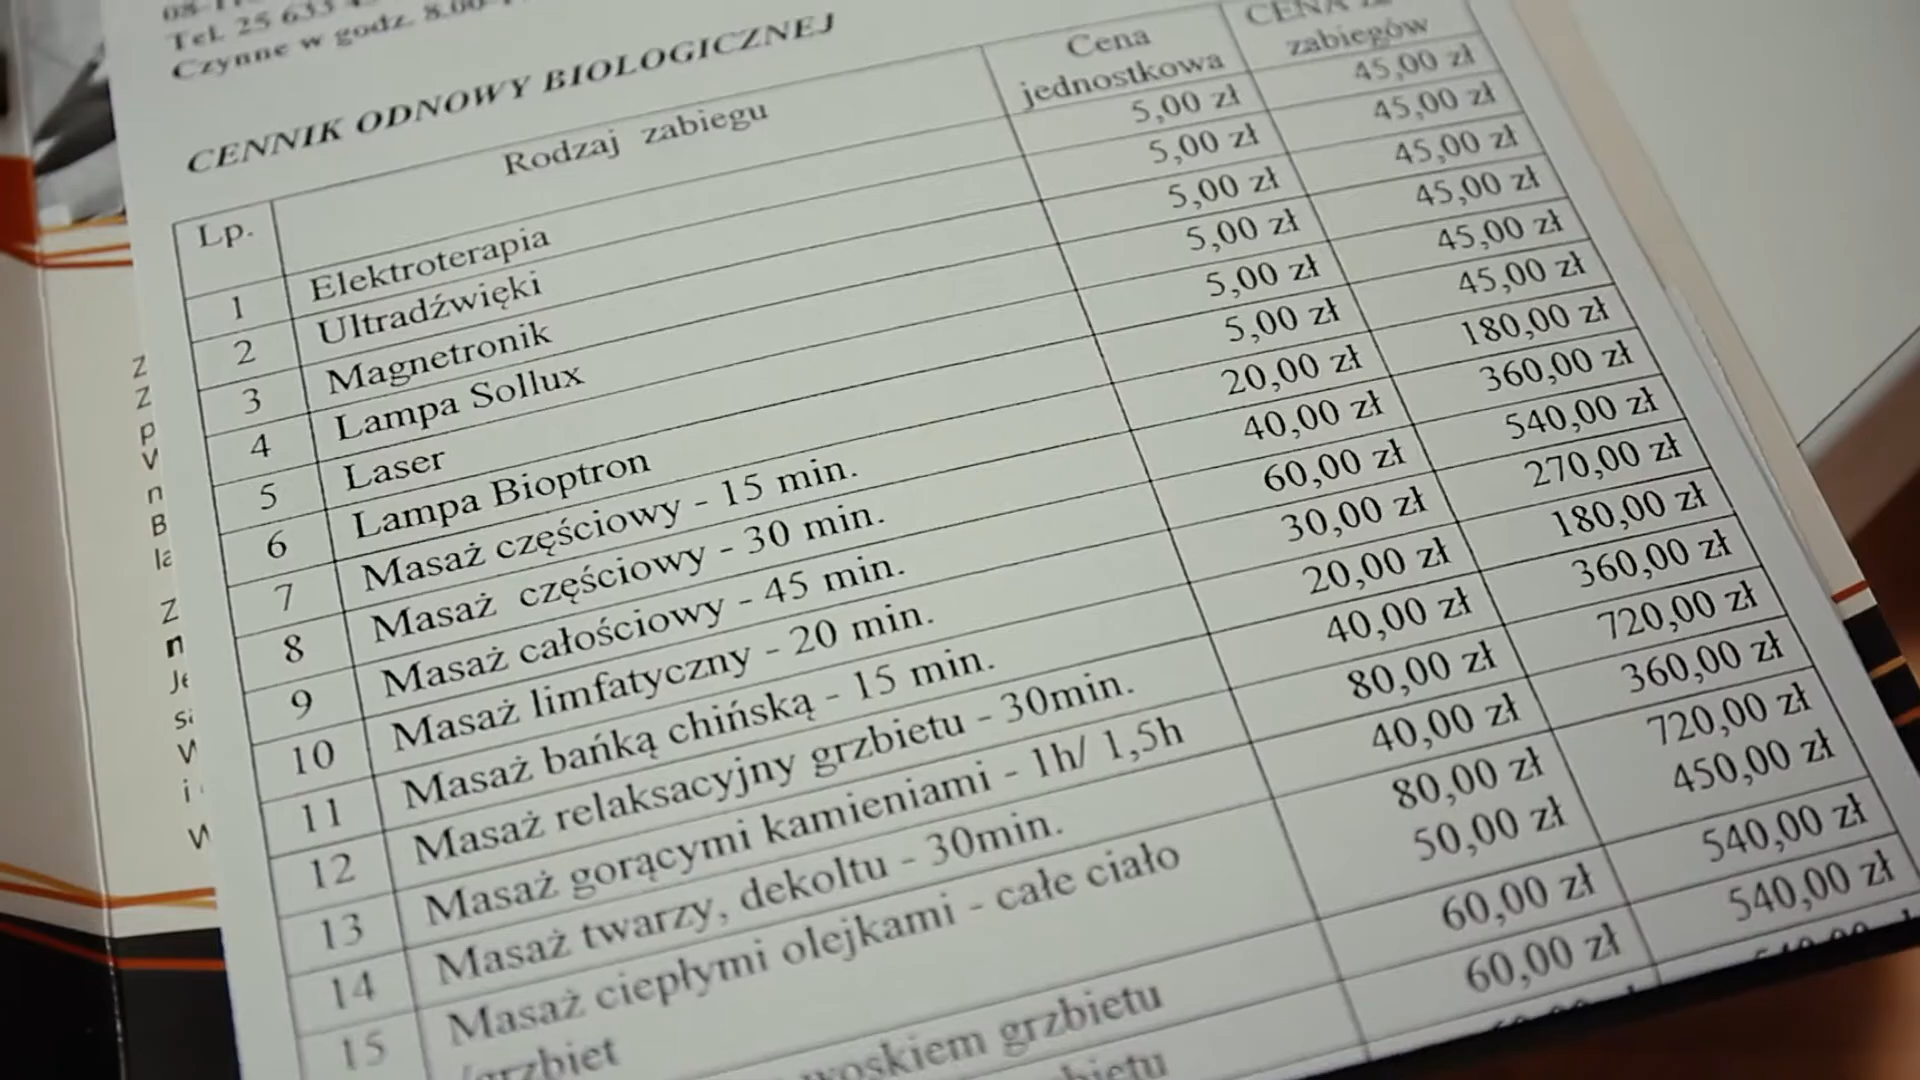 Tel. 25 633
Czynne w godz. 8.00
CENNIK ODNOWY BIOLOGICZNEJ
Lp. Rodzaj zabiegu Cena jednostkowa CENA zabiegów
1 Elektroterapia 5,00 zł 45,00 zł
2 Ultradźwięki 5,00 zł 45,00 zł
3 Magnetronik 5,00 zł 45,00 zł
4 Lampa Sollux 5,00 zł 45,00 zł
5 Laser 5,00 zł 45,00 zł
6 Lampa Bioptron 5,00 zł 45,00 zł
7 Masaż częściowy - 15 min. 20,00 zł 180,00 zł
8 Masaż częściowy - 30 min. 40,00 zł 360,00 zł
9 Masaż całościowy - 45 min. 60,00 zł 540,00 zł
10 Masaż limfatyczny - 20 min. 30,00 zł 270,00 zł
11 Masaż bańką chińską - 15 min. 20,00 zł 180,00 zł
12 Masaż relaksacyjny grzbietu - 30min. 40,00 zł 360,00 zł
13 Masaż gorącymi kamieniami - 1h/ 1,5h 80,00 zł 720,00 zł
14 Masaż twarzy, dekoltu - 30min. 40,00 zł 360,00 zł
15 Masaż ciepłymi olejkami - całe ciało 80,00 zł 720,00 zł
/grzbiet 50,00 zł 450,00 zł
woskiem grzbietu 60,00 zł 540,00 zł
60,00 zł 540,00 zł